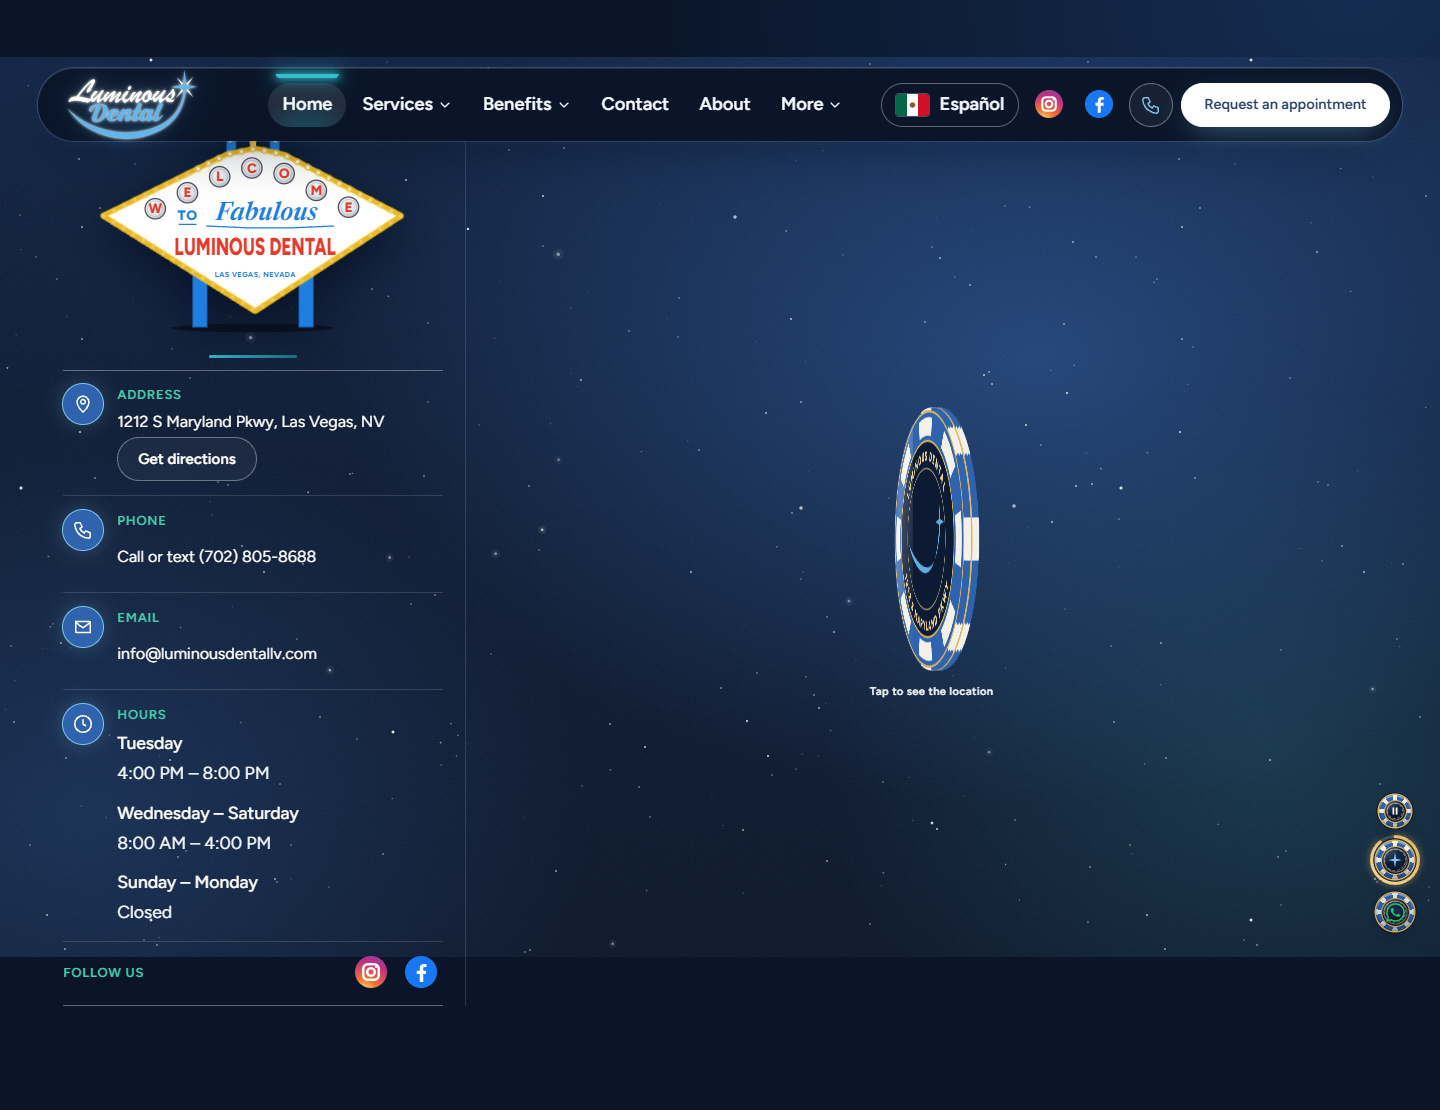 Luminous
Dental
Home
Services
Benefits
Contact
About
More
Español
Request an appointment
WELCOME
TO Fabulous
LUMINOUS DENTAL
LAS VEGAS, NEVADA
ADDRESS
1212 S Maryland Pkwy, Las Vegas, NV
Get directions
PHONE
Call or text (702) 805-8688
EMAIL
info@luminousdentallv.com
HOURS
Tuesday
4:00 PM – 8:00 PM
Wednesday – Saturday
8:00 AM – 4:00 PM
Sunday – Monday
Closed
FOLLOW US
Tap to see the location